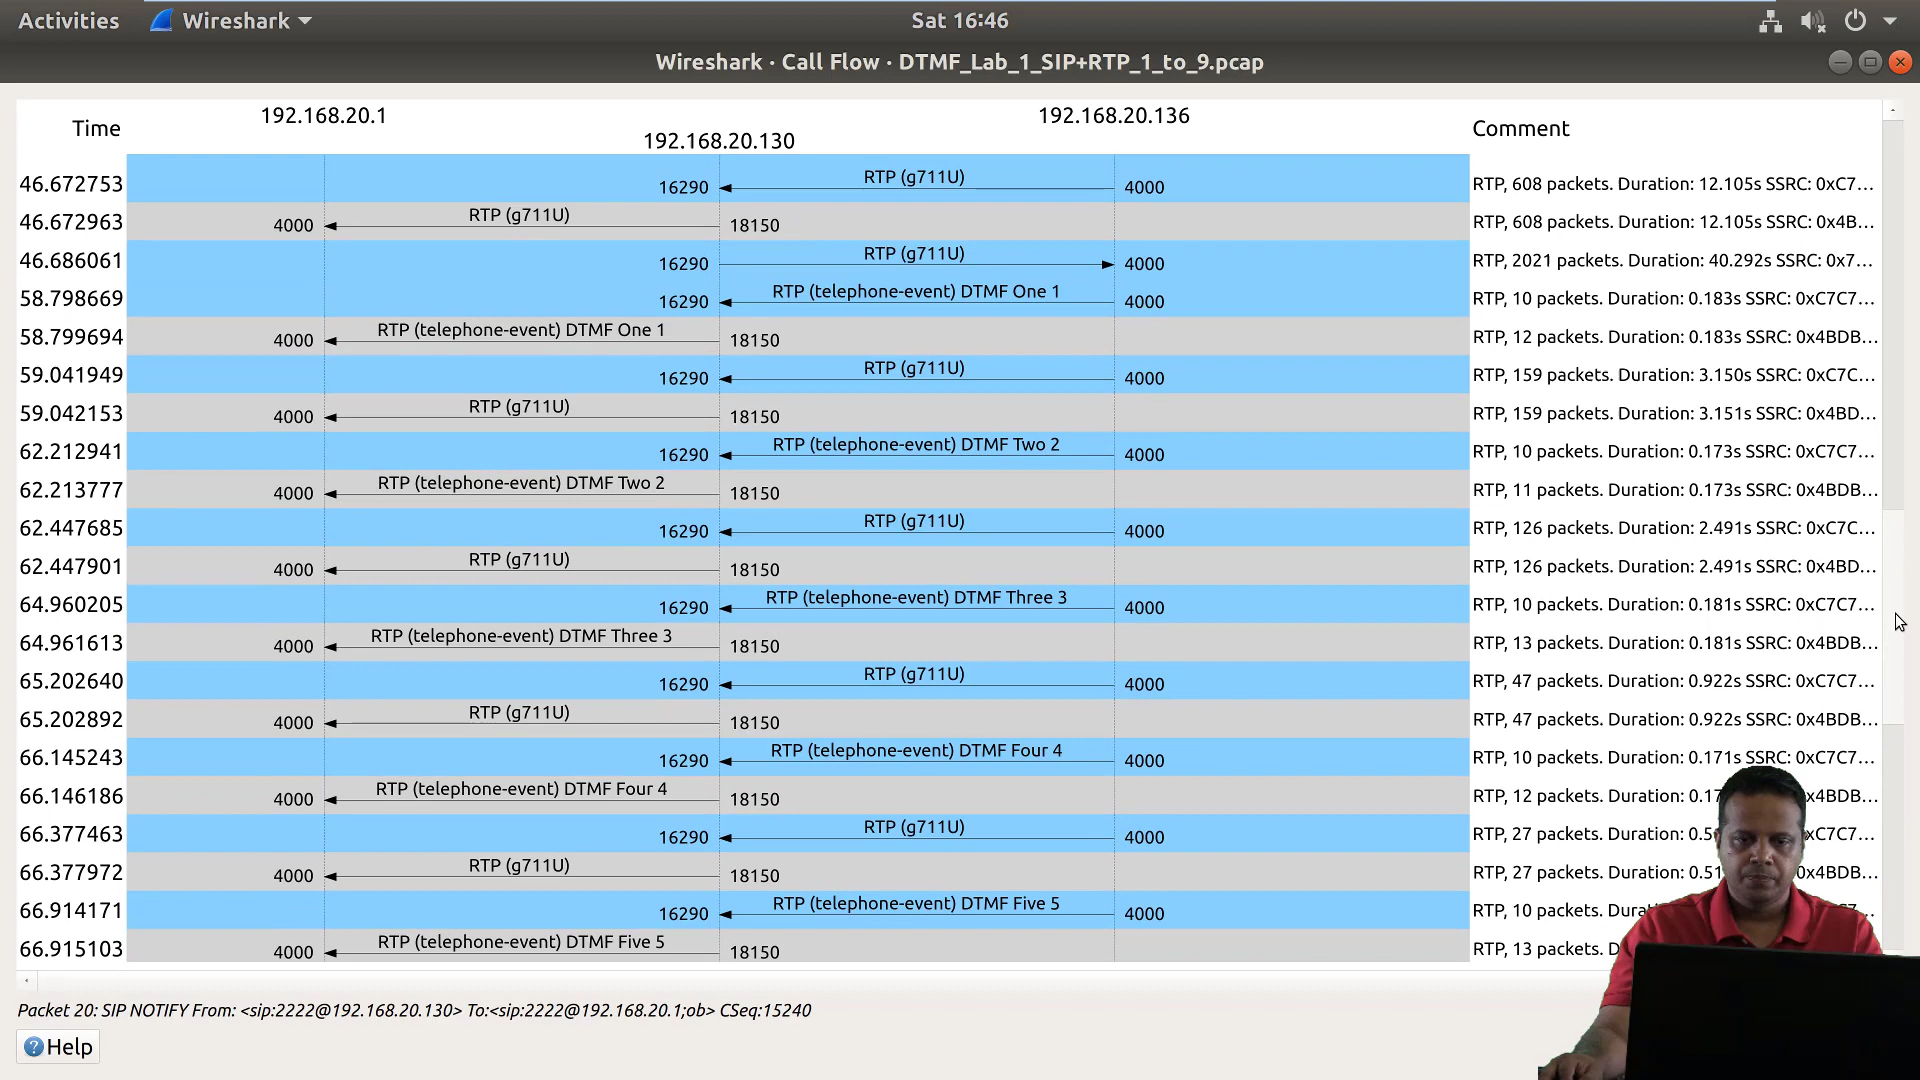 Activities Wireshark Sat 16:46
Wireshark · Call Flow · DTMF_Lab_1_SIP+RTP_1_to_9.pcap
Time 192.168.20.1 192.168.20.130 192.168.20.136 Comment
46.672753 16290 RTP (g711U) 4000 RTP, 608 packets. Duration: 12.105s SSRC: 0xC7…
46.672963 4000 RTP (g711U) 18150 RTP, 608 packets. Duration: 12.105s SSRC: 0x4B…
46.686061 16290 RTP (g711U) 4000 RTP, 2021 packets. Duration: 40.292s SSRC: 0x7…
58.798669 16290 RTP (telephone-event) DTMF One 1 4000 RTP, 10 packets. Duration: 0.183s SSRC: 0xC7C7…
58.799694 4000 RTP (telephone-event) DTMF One 1 18150 RTP, 12 packets. Duration: 0.183s SSRC: 0x4BDB…
59.041949 16290 RTP (g711U) 4000 RTP, 159 packets. Duration: 3.150s SSRC: 0xC7C…
59.042153 4000 RTP (g711U) 18150 RTP, 159 packets. Duration: 3.151s SSRC: 0x4BD…
62.212941 16290 RTP (telephone-event) DTMF Two 2 4000 RTP, 10 packets. Duration: 0.173s SSRC: 0xC7C7…
62.213777 4000 RTP (telephone-event) DTMF Two 2 18150 RTP, 11 packets. Duration: 0.173s SSRC: 0x4BDB…
62.447685 16290 RTP (g711U) 4000 RTP, 126 packets. Duration: 2.491s SSRC: 0xC7C…
62.447901 4000 RTP (g711U) 18150 RTP, 126 packets. Duration: 2.491s SSRC: 0x4BD…
64.960205 16290 RTP (telephone-event) DTMF Three 3 4000 RTP, 10 packets. Duration: 0.181s SSRC: 0xC7C7…
64.961613 4000 RTP (telephone-event) DTMF Three 3 18150 RTP, 13 packets. Duration: 0.181s SSRC: 0x4BDB…
65.202640 16290 RTP (g711U) 4000 RTP, 47 packets. Duration: 0.922s SSRC: 0xC7C7…
65.202892 4000 RTP (g711U) 18150 RTP, 47 packets. Duration: 0.922s SSRC: 0x4BDB…
66.145243 16290 RTP (telephone-event) DTMF Four 4 4000 RTP, 10 packets. Duration: 0.171s SSRC: 0xC7C7…
66.146186 4000 RTP (telephone-event) DTMF Four 4 18150 RTP, 12 packets. Duration: 0.17 x4BDB…
66.377463 16290 RTP (g711U) 4000 RTP, 27 packets. Duration: 0.5 xC7C7…
66.377972 4000 RTP (g711U) 18150 RTP, 27 packets. Duration: 0.51 0x4BDB…
66.914171 16290 RTP (telephone-event) DTMF Five 5 4000 RTP, 10 packets. C7C7…
66.915103 4000 RTP (telephone-event) DTMF Five 5 18150 RTP, 13 packets.
Packet 20: SIP NOTIFY From: <sip:2222@192.168.20.130> To:<sip:2222@192.168.20.1;ob> CSeq:15240
Help